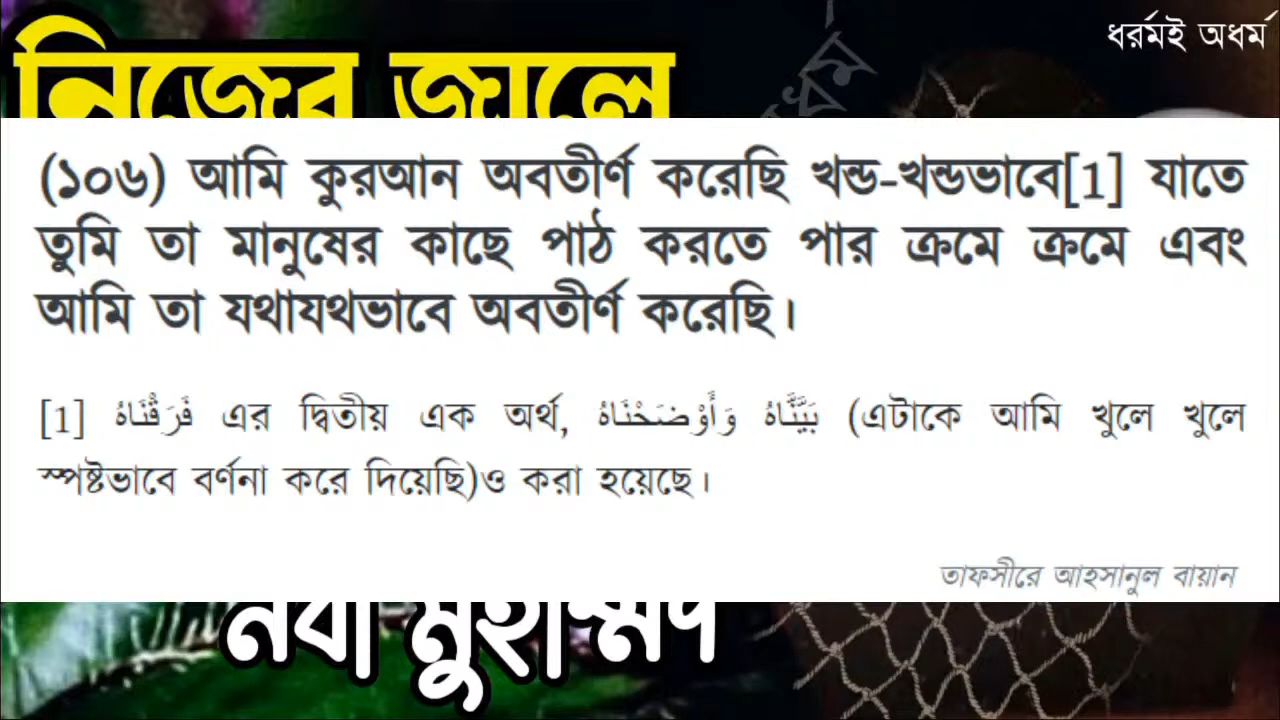 ধর্রমই অধর্ম
নিজের জালে
(১০৬) আমি কুরআন অবতীর্ণ করেছি খন্ড-খন্ডভাবে[1] যাতে
তুমি তা মানুষের কাছে পাঠ করতে পার ক্রমে ক্রমে এবং
আমি তা যথাযথভাবে অবতীর্ণ করেছি।
[1] فَرَقْنَاهُ এর দ্বিতীয় এক অর্থ, بَيَّنَّاهُ وَأَوْضَحْنَاهُ (এটাকে আমি খুলে খুলে
স্পষ্টভাবে বর্ণনা করে দিয়েছি)ও করা হয়েছে।
তাফসীরে আহসানুল বায়ান
নবী মুহাম্মদ